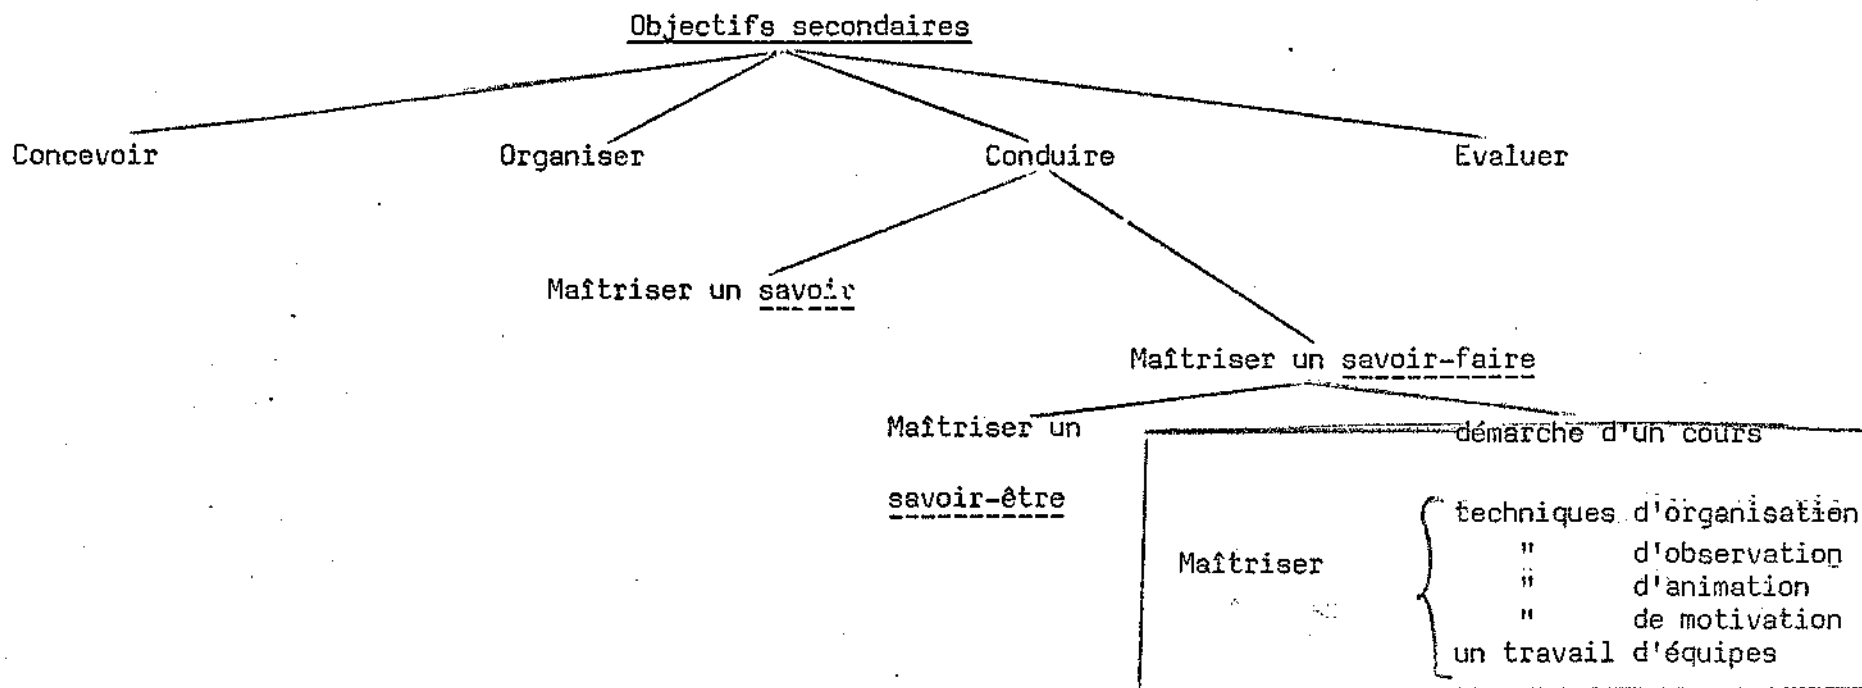 Objectifs secondaires
Concevoir Organiser Conduire Evaluer
Maîtriser un savoir
Maîtriser un savoir-faire
Maîtriser un
savoir-être
démarche d'un cours
Maîtriser
techniques d'organisation
" d'observation
" d'animation
" de motivation
un travail d'équipes